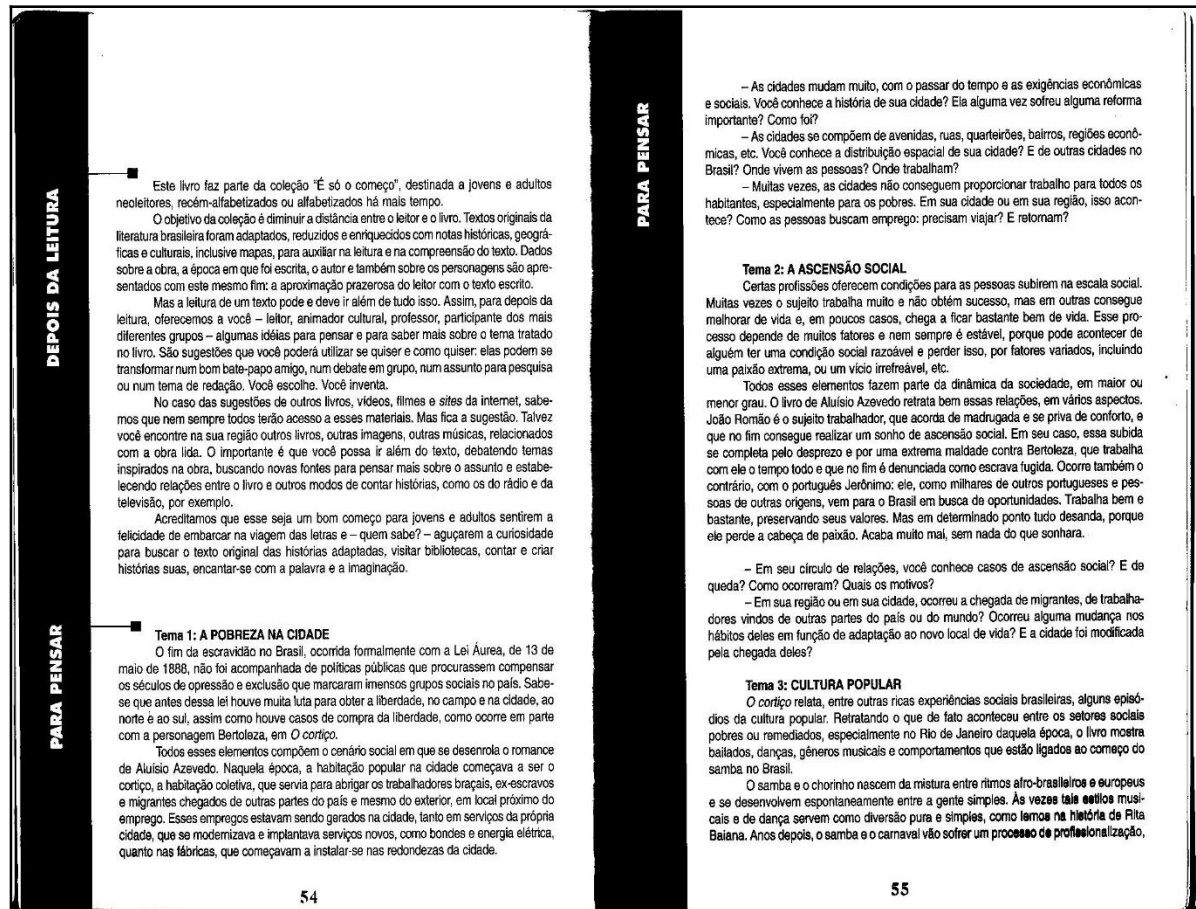 DEPOIS DA LEITURA
Este livro faz parte da coleção "É só o começo", destinada a jovens e adultos
neoleitores, recém-alfabetizados ou alfabetizados há mais tempo.
O objetivo da coleção é diminuir a distância entre o leitor e o livro. Textos originais da
literatura brasileira foram adaptados, reduzidos e enriquecidos com notas históricas, geográ-
ficas e culturais, inclusive mapas, para auxiliar na leitura e na compreensão do texto. Dados
sobre a obra, a época em que foi escrita, o autor e também sobre os personagens são apre-
sentados com este mesmo fim: a aproximação prazerosa do leitor com o texto escrito.
Mas a leitura de um texto pode e deve ir além de tudo isso. Assim, para depois da
leitura, oferecemos a você – leitor, animador cultural, professor, participante dos mais
diferentes grupos – algumas idéias para pensar e para saber mais sobre o tema tratado
no livro. São sugestões que você poderá utilizar se quiser e como quiser: elas podem se
transformar num bom bate-papo amigo, num debate em grupo, num assunto para pesquisa
ou num tema de redação. Você escolhe. Você inventa.
No caso das sugestões de outros livros, vídeos, filmes e sites da internet, sabe-
mos que nem sempre todos terão acesso a esses materiais. Mas fica a sugestão. Talvez
você encontre na sua região outros livros, outras imagens, outras músicas, relacionados
com a obra lida. O importante é que você possa ir além do texto, debatendo temas
inspirados na obra, buscando novas fontes para pensar mais sobre o assunto e estabe-
lecendo relações entre o livro e outros modos de contar histórias, como os do rádio e da
televisão, por exemplo.
Acreditamos que esse seja um bom começo para jovens e adultos sentirem a
felicidade de embarcar na viagem das letras e – quem sabe? – aguçarem a curiosidade
para buscar o texto original das histórias adaptadas, visitar bibliotecas, contar e criar
histórias suas, encantar-se com a palavra e a imaginação.
PARA PENSAR
Tema 1: A POBREZA NA CIDADE
O fim da escravidão no Brasil, ocorrida formalmente com a Lei Áurea, de 13 de
maio de 1888, não foi acompanhada de políticas públicas que procurassem compensar
os séculos de opressão e exclusão que marcaram imensos grupos sociais no país. Sabe-
se que antes dessa lei houve muita luta para obter a liberdade, no campo e na cidade, ao
norte e ao sul, assim como houve casos de compra da liberdade, como ocorre em parte
com a personagem Bertoleza, em O cortiço.
Todos esses elementos compõem o cenário social em que se desenrola o romance
de Aluísio Azevedo. Naquela época, a habitação popular na cidade começava a ser o
cortiço, a habitação coletiva, que servia para abrigar os trabalhadores braçais, ex-escravos
e migrantes chegados de outras partes do país e mesmo do exterior, em local próximo do
emprego. Esses empregos estavam sendo gerados na cidade, tanto em serviços da própria
cidade, que se modernizava e implantava serviços novos, como bondes e energia elétrica,
quanto nas fábricas, que começavam a instalar-se nas redondezas da cidade.
54
PARA PENSAR
– As cidades mudam muito, com o passar do tempo e as exigências econômicas
e sociais. Você conhece a história de sua cidade? Ela alguma vez sofreu alguma reforma
importante? Como foi?
– As cidades se compõem de avenidas, ruas, quarteirões, bairros, regiões econô-
micas, etc. Você conhece a distribuição espacial de sua cidade? E de outras cidades no
Brasil? Onde vivem as pessoas? Onde trabalham?
– Muitas vezes, as cidades não conseguem proporcionar trabalho para todos os
habitantes, especialmente para os pobres. Em sua cidade ou em sua região, isso acon-
tece? Como as pessoas buscam emprego: precisam viajar? E retornam?
Tema 2: A ASCENSÃO SOCIAL
Certas profissões oferecem condições para as pessoas subirem na escala social.
Muitas vezes o sujeito trabalha muito e não obtém sucesso, mas em outras consegue
melhorar de vida e, em poucos casos, chega a ficar bastante bem de vida. Esse pro-
cesso depende de muitos fatores e nem sempre é estável, porque pode acontecer de
alguém ter uma condição social razoável e perder isso, por fatores variados, incluindo
uma paixão extrema, ou um vício irrefreável, etc.
Todos esses elementos fazem parte da dinâmica da sociedade, em maior ou
menor grau. O livro de Aluísio Azevedo retrata bem essas relações, em vários aspectos.
João Romão é o sujeito trabalhador, que acorda de madrugada e se priva de conforto, e
que no fim consegue realizar um sonho de ascensão social. Em seu caso, essa subida
se completa pelo desprezo e por uma extrema maldade contra Bertoleza, que trabalha
com ele o tempo todo e que no fim é denunciada como escrava fugida. Ocorre também o
contrário, com o português Jerônimo: ele, como milhares de outros portugueses e pes-
soas de outras origens, vem para o Brasil em busca de oportunidades. Trabalha bem e
bastante, preservando seus valores. Mas em determinado ponto tudo desanda, porque
ele perde a cabeça de paixão. Acaba muito mal, sem nada do que sonhara.
– Em seu círculo de relações, você conhece casos de ascensão social? E de
queda? Como ocorreram? Quais os motivos?
– Em sua região ou em sua cidade, ocorreu a chegada de migrantes, de trabalha-
dores vindos de outras partes do país ou do mundo? Ocorreu alguma mudança nos
hábitos deles em função de adaptação ao novo local de vida? E a cidade foi modificada
pela chegada deles?
Tema 3: CULTURA POPULAR
O cortiço relata, entre outras ricas experiências sociais brasileiras, alguns episó-
dios da cultura popular. Retratando o que de fato aconteceu entre os setores sociais
pobres ou remediados, especialmente no Rio de Janeiro daquela época, o livro mostra
bailados, danças, gêneros musicais e comportamentos que estão ligados ao começo do
samba no Brasil.
O samba e o chorinho nascem da mistura entre ritmos afro-brasileiros e europeus
e se desenvolvem espontaneamente entre a gente simples. Às vezes tais estilos musi-
cais e de dança servem como diversão pura e simples, como lemos na história de Rita
Baiana. Anos depois, o samba e o carnaval vão sofrer um processo de profissionalização,
55